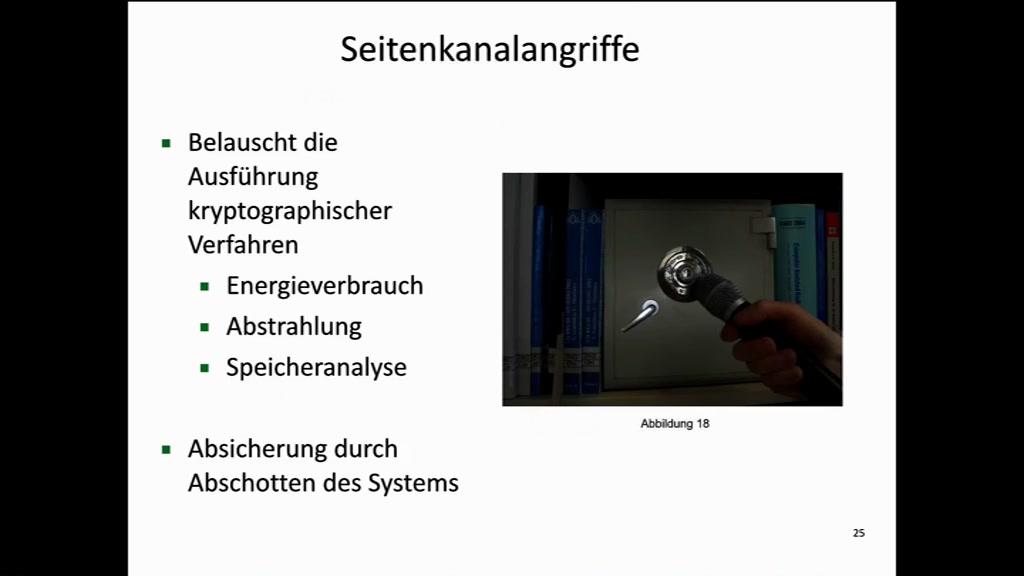 Seitenkanalangriffe
Belauscht die
Ausführung
kryptographischer
Verfahren
Energieverbrauch
Abstrahlung
Speicheranalyse
Absicherung durch
Abschotten des Systems
Abbildung 18
25